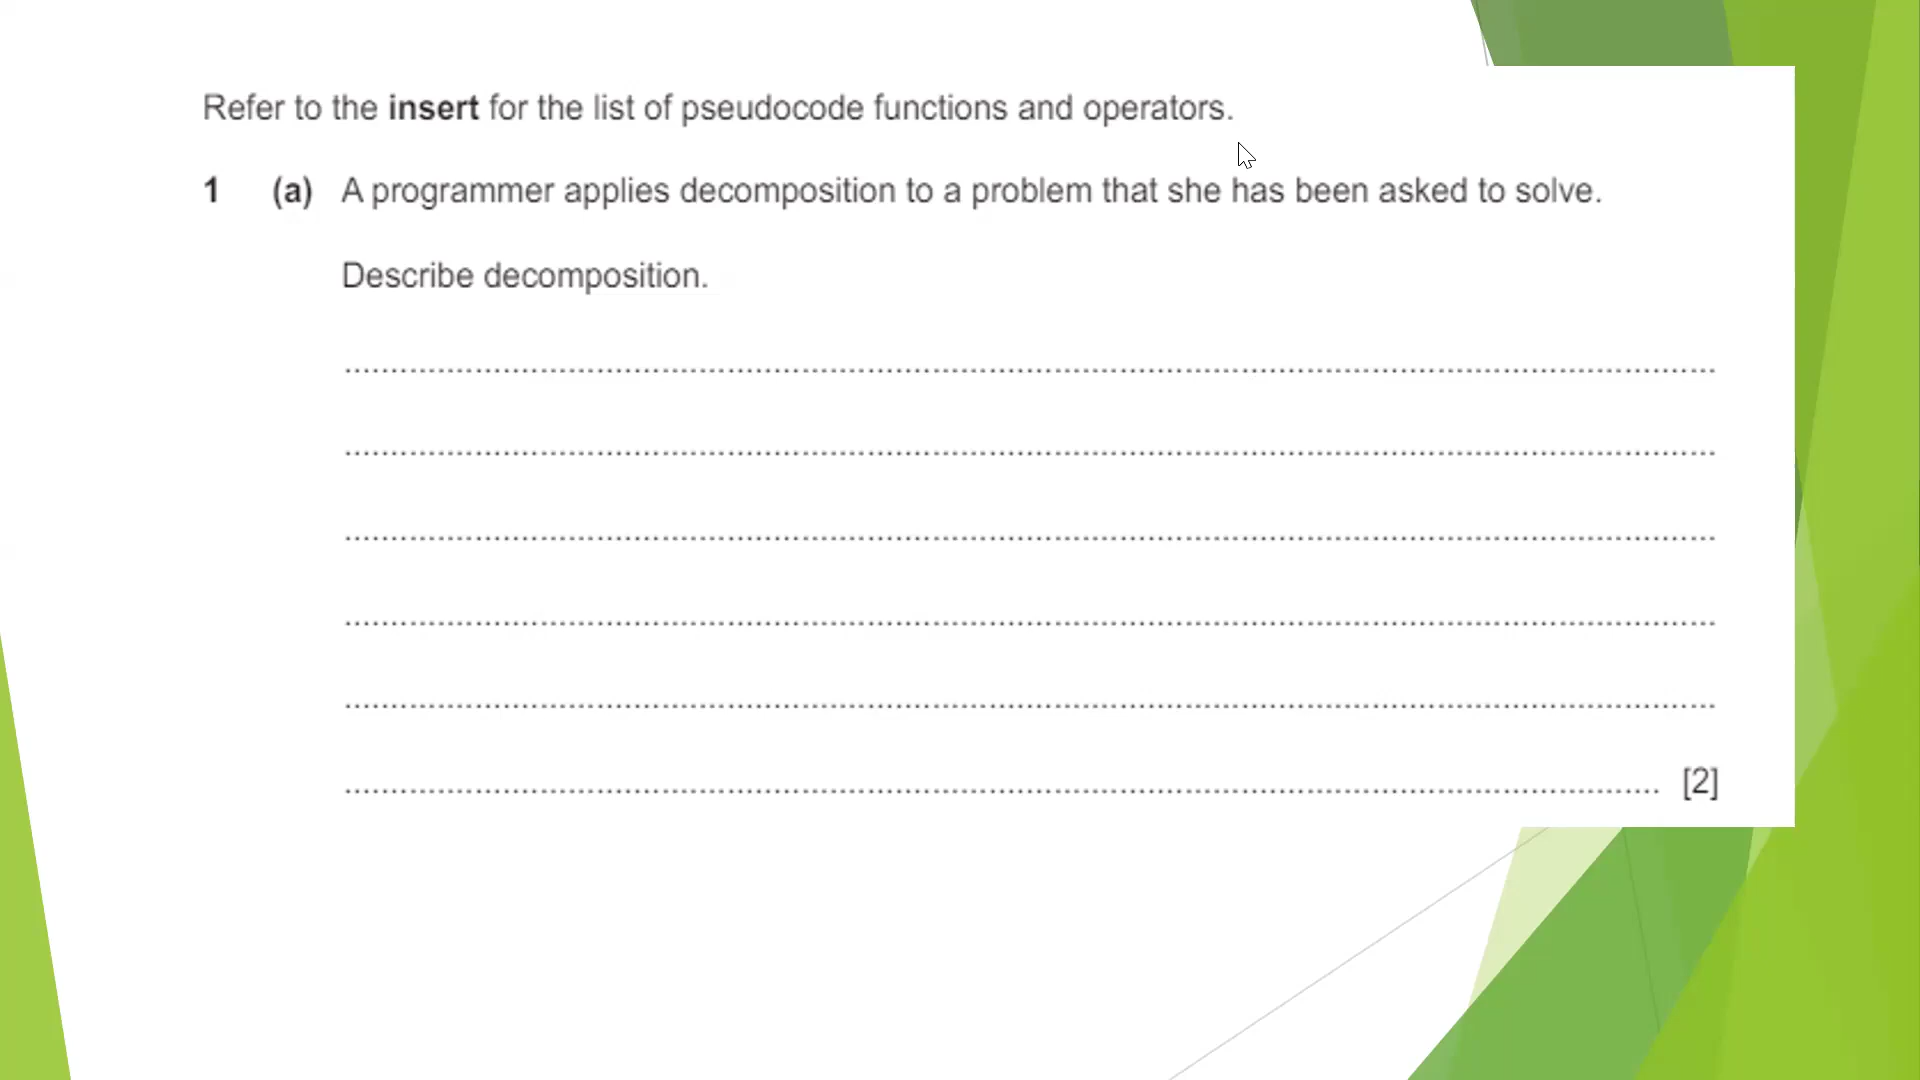 Refer to the insert for the list of pseudocode functions and operators.
1 (a) A programmer applies decomposition to a problem that she has been asked to solve.
Describe decomposition.
[2]